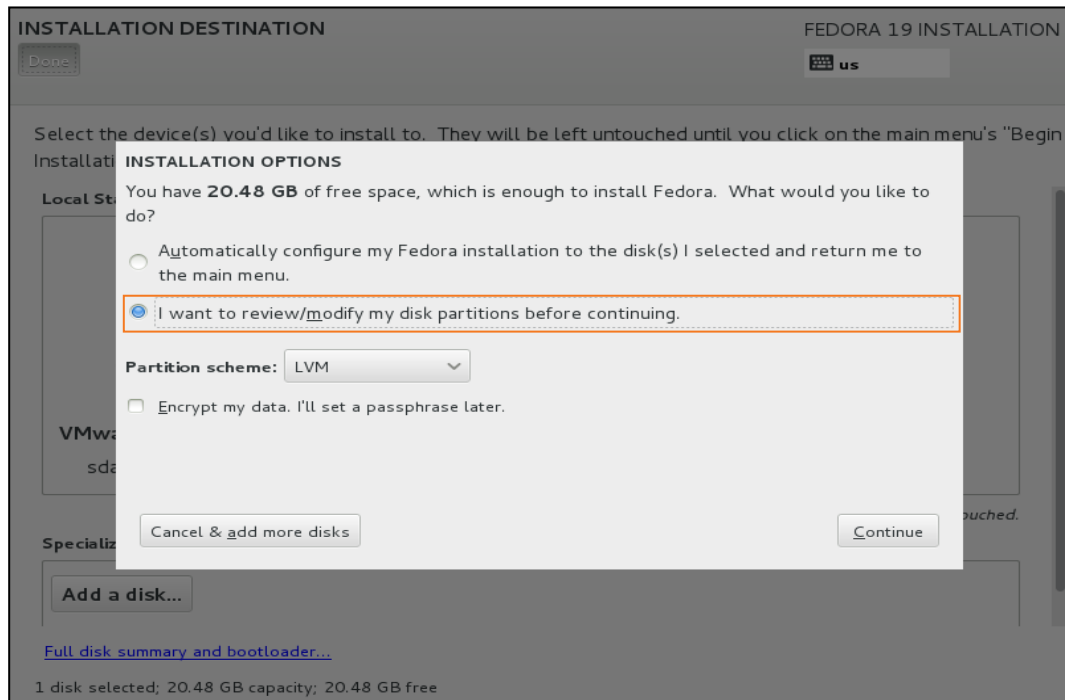 INSTALLATION DESTINATION
FEDORA 19 INSTALLATION
Done
us
Select the device(s) you'd like to install to. They will be left untouched until you click on the main menu's "Begin
Installati
INSTALLATION OPTIONS
You have 20.48 GB of free space, which is enough to install Fedora. What would you like to
do?
Automatically configure my Fedora installation to the disk(s) I selected and return me to
the main menu.
I want to review/modify my disk partitions before continuing.
Partition scheme: LVM
Encrypt my data. I'll set a passphrase later.
Cancel & add more disks
Continue
Local Sta
VMwa
sda
ouched.
Specializ
Add a disk...
Full disk summary and bootloader...
1 disk selected; 20.48 GB capacity; 20.48 GB free